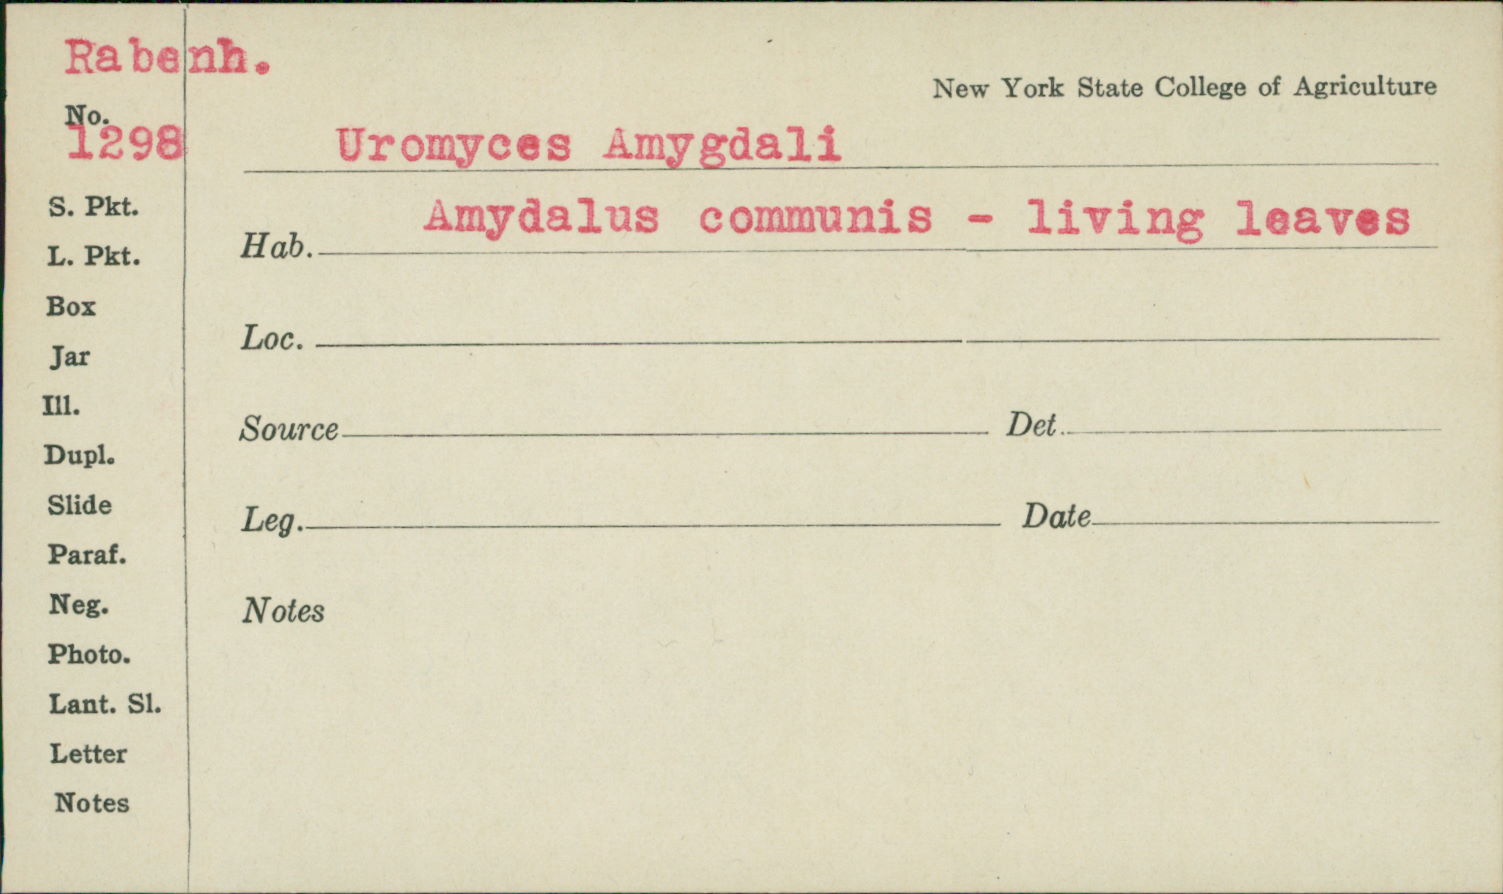 Rabenh.
New York State College of Agriculture
No.
1298
Uromyces Amygdali
Hab. Amydalus communis - living leaves
S. Pkt.
L. Pkt.
Box
Loc.
Jar
Ill.
Source Det.
Dupl.
Slide
Leg. Date
Paraf.
Neg.
Notes
Photo.
Lant. Sl.
Letter
Notes